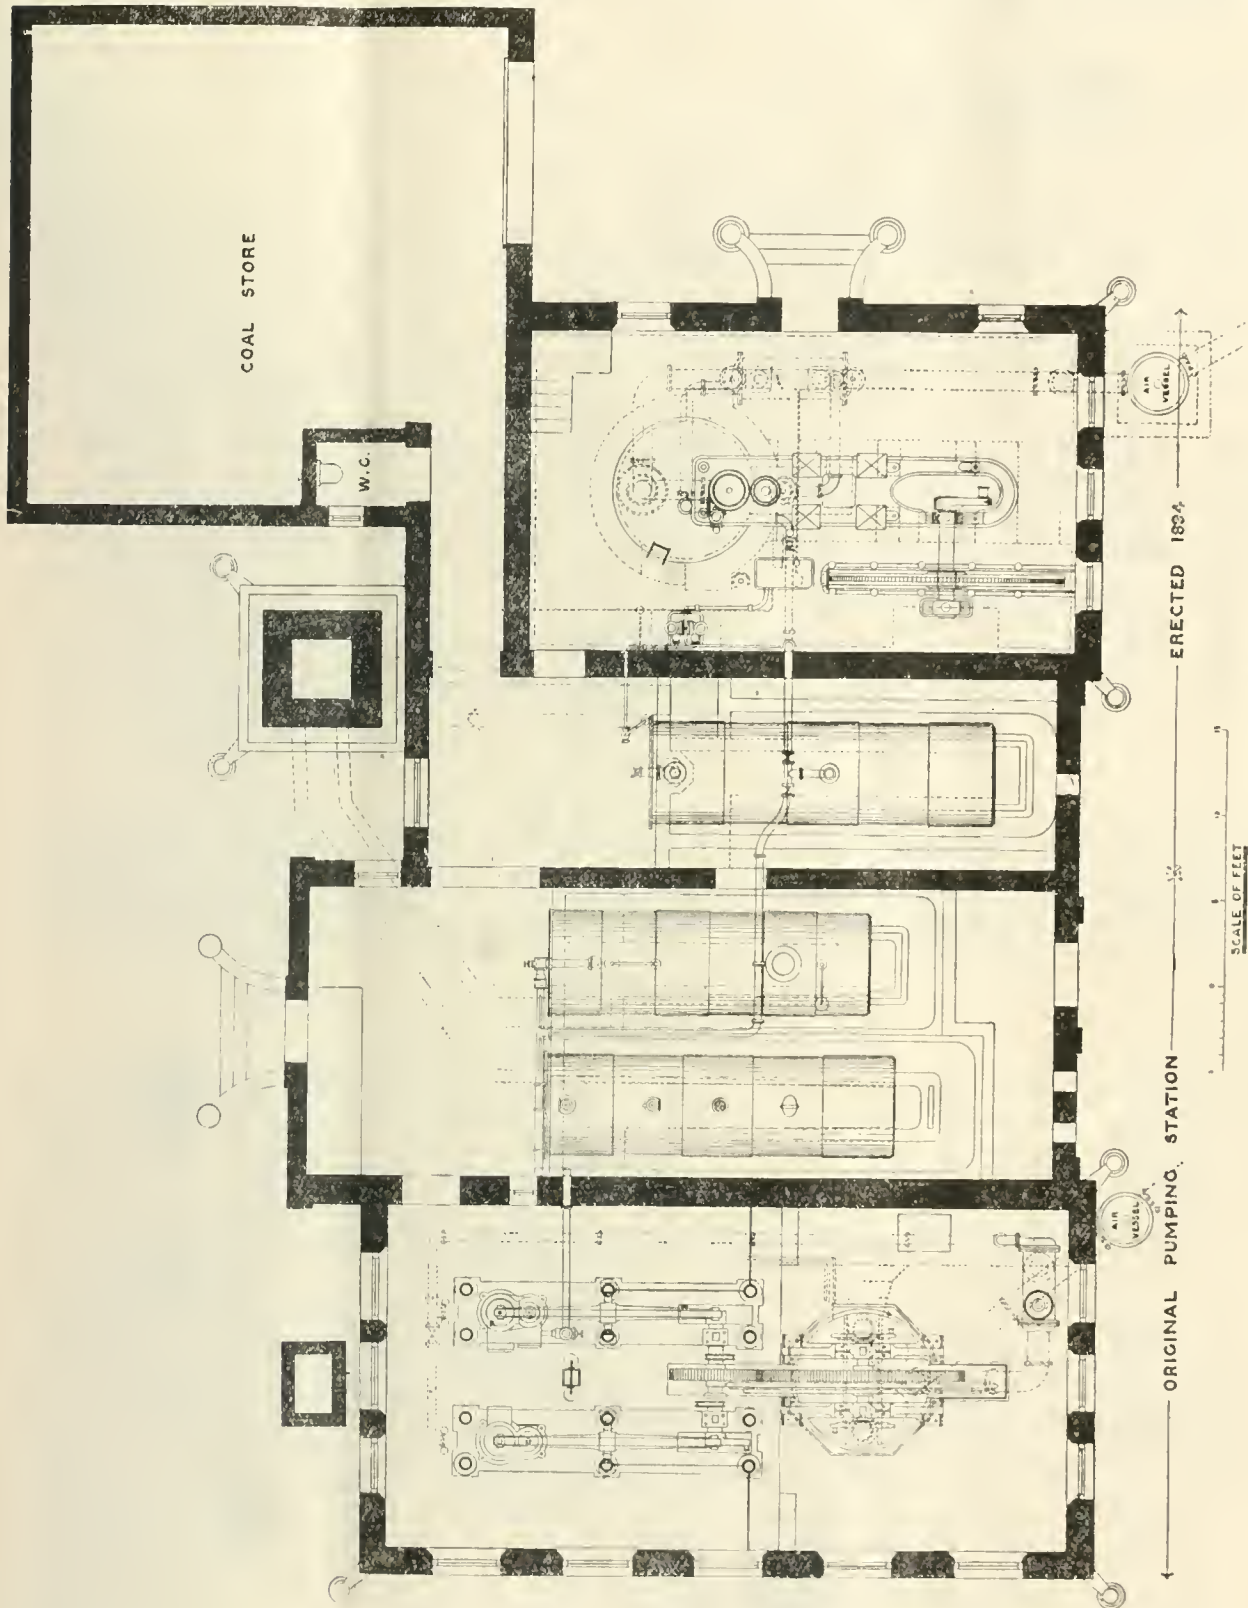 COAL STORE
W.C.
AIR
VESSEL
ERECTED 1894
ORIGINAL PUMPING STATION
AIR
VESSEL
SCALE OF FEET